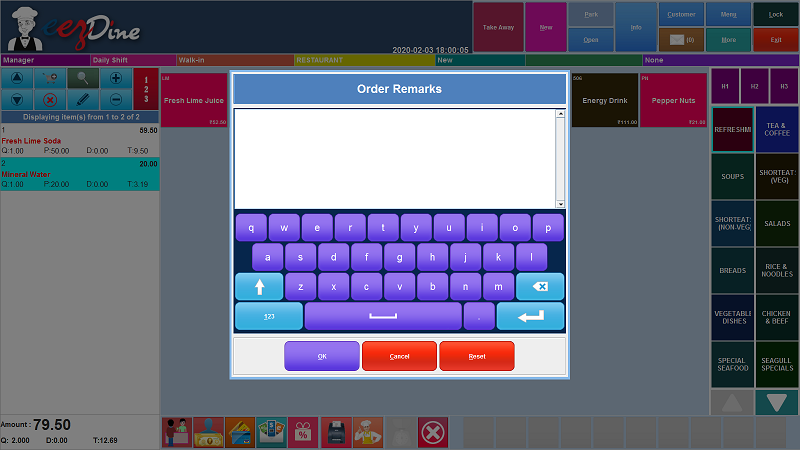 eezDine
2020-02-03 18:00:05
Take Away
New
Park
Open
Info
Customer
(0)
Menu
More
Lock
Exit
Manager
Daily Shift
Walk-in
RESTAURANT
New
None
1
2
3
Displaying item(s) from 1 to 2 of 2
1 59.50
Fresh Lime Soda
Q:1.00 P:50.00 D:0.00 T:9.50
2 20.00
Mineral Water
Q:1.00 P:20.00 D:0.00 T:3.19
Amount : 79.50
Q: 2.000 D:0.00 T:12.69
LM
Fresh Lime Juice
₹52.50
Order Remarks
q w e r t y u i o p
a s d f g h j k l
z x c v b n m
123 .
OK
Cancel
Reset
S06
Energy Drink
₹111.00
PN
Pepper Nuts
₹21.00
H1
H2
H3
REFRESHM
TEA &
COFFEE
SOUPS
SHORTEAT:
(VEG)
SHORTEAT:
(NON-VEG)
SALADS
BREADS
RICE &
NOODLES
VEGETABLE
DISHES
CHICKEN
& BEEF
SPECIAL
SEAFOOD
SEAGULL
SPECIALS